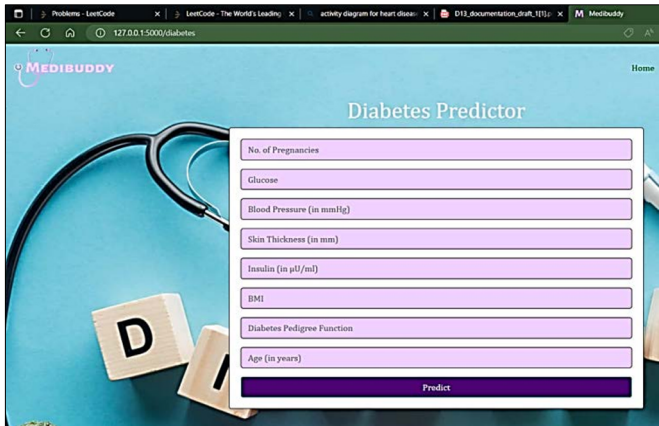 Problems - LeetCode
LeetCode - The World's Leading
activity diagram for heart disease
D13_documentation_draft_1[1].p
Medibuddy
127.0.0.1:5000/diabetes
MEDIBUDDY
Home
Diabetes Predictor
No. of Pregnancies
Glucose
Blood Pressure (in mmHg)
Skin Thickness (in mm)
Insulin (in µU/ml)
BMI
Diabetes Pedigree Function
Age (in years)
Predict
D
I